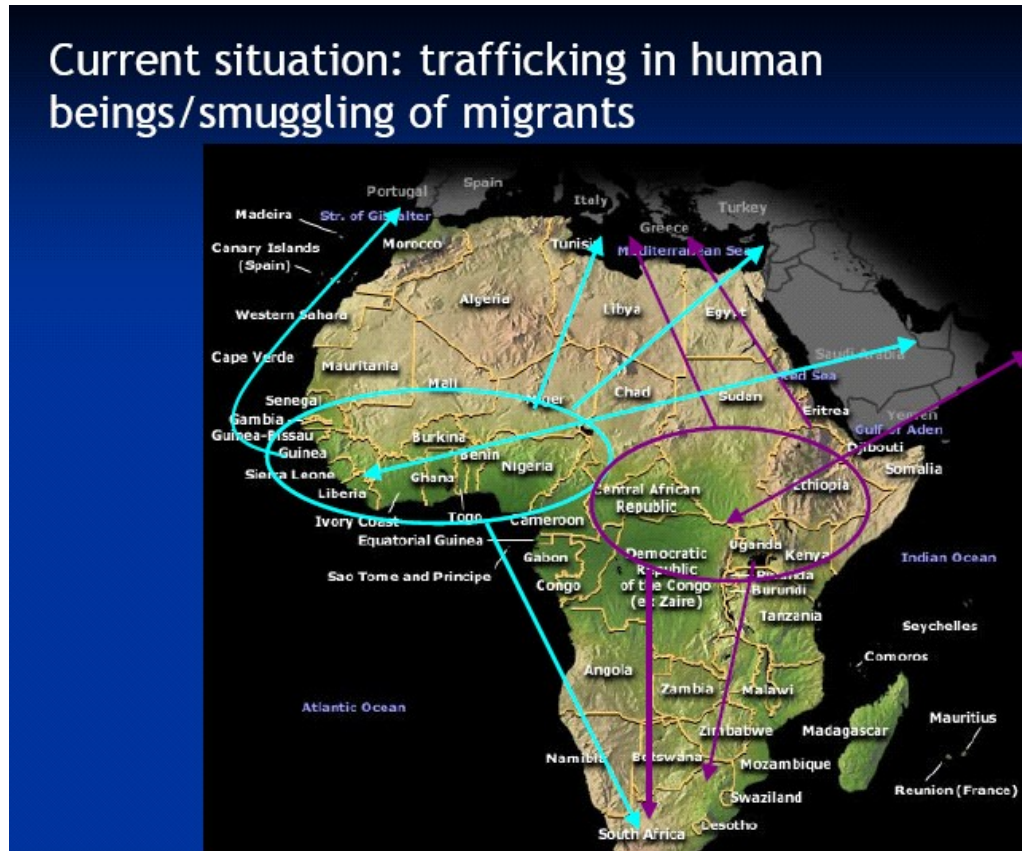 Current situation: trafficking in human
beings/smuggling of migrants
Portugal
Spain
Italy
Greece
Turkey
Madeira
Str. of Gibralter
Morocco
Tunisia
Mediterranean Sea
Canary Islands
(Spain)
Algeria
Libya
Egypt
Western Sahara
Saudi Arabia
Cape Verde
Mauritania
Red Sea
Mali
Niger
Chad
Sudan
Senegal
Eritrea
Yemen
Gambia
Gulf of Aden
Guinea-Bissau
Burkina
Djibouti
Guinea
Benin
Nigeria
Somalia
Sierra Leone
Ghana
Ethiopia
Liberia
Central African
Republic
Ivory Coast
Togo
Cameroon
Equatorial Guinea
Uganda
Kenya
Gabon
Democratic
Republic
of the Congo
(ex Zaire)
Indian Ocean
Sao Tome and Principe
Congo
Rwanda
Burundi
Tanzania
Seychelles
Comoros
Angola
Zambia
Malawi
Atlantic Ocean
Zimbabwe
Madagascar
Mauritius
Namibia
Botswana
Mozambique
Reunion (France)
Swaziland
South Africa
Lesotho